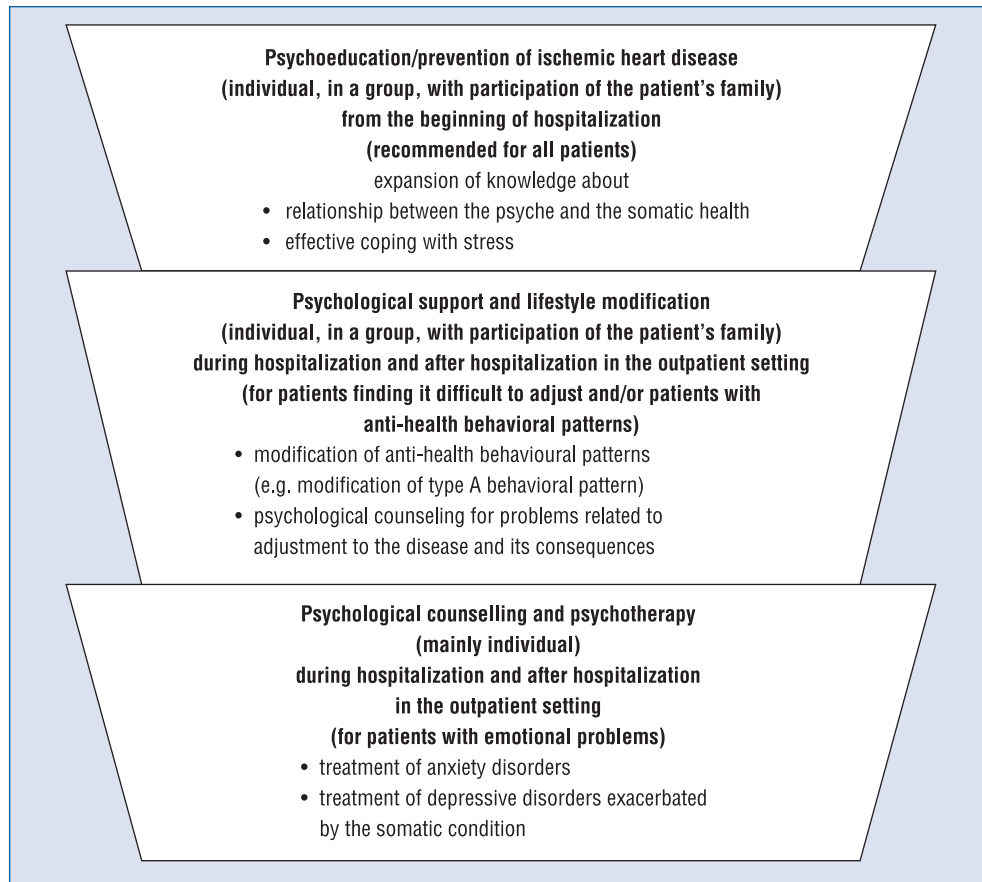 Psychoeducation/prevention of ischemic heart disease
(individual, in a group, with participation of the patient's family)
from the beginning of hospitalization
(recommended for all patients)
expansion of knowledge about
• relationship between the psyche and the somatic health
• effective coping with stress
Psychological support and lifestyle modification
(individual, in a group, with participation of the patient's family)
during hospitalization and after hospitalization in the outpatient setting
(for patients finding it difficult to adjust and/or patients with
anti-health behavioral patterns)
• modification of anti-health behavioural patterns
(e.g. modification of type A behavioral pattern)
• psychological counseling for problems related to
adjustment to the disease and its consequences
Psychological counselling and psychotherapy
(mainly individual)
during hospitalization and after hospitalization
in the outpatient setting
(for patients with emotional problems)
• treatment of anxiety disorders
• treatment of depressive disorders exacerbated
by the somatic condition